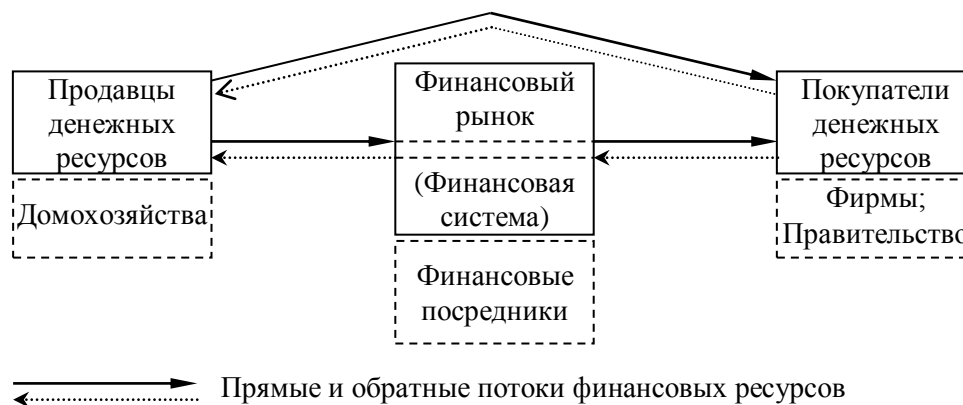 Продавцы
денежных
ресурсов
Домохозяйства
Финансовый
рынок
(Финансовая
система)
Финансовые
посредники
Покупатели
денежных
ресурсов
Фирмы;
Правительство
Прямые и обратные потоки финансовых ресурсов